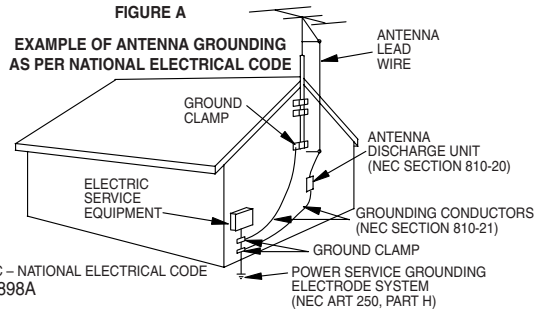 FIGURE A
EXAMPLE OF ANTENNA GROUNDING
AS PER NATIONAL ELECTRICAL CODE
ANTENNA
LEAD
WIRE
GROUND
CLAMP
ANTENNA
DISCHARGE UNIT
(NEC SECTION 810-20)
ELECTRIC
SERVICE
EQUIPMENT
GROUNDING CONDUCTORS
(NEC SECTION 810-21)
GROUND CLAMP
C – NATIONAL ELECTRICAL CODE
898A
POWER SERVICE GROUNDING
ELECTRODE SYSTEM
(NEC ART 250, PART H)